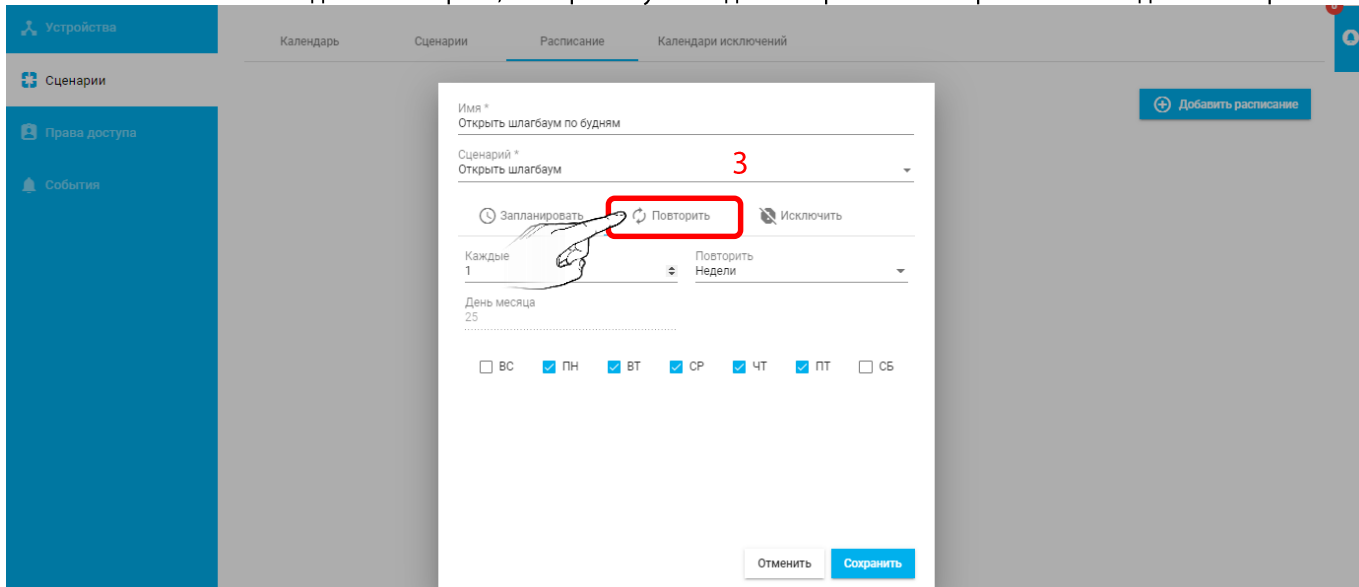 Устройства
Календарь Сценарии Расписание Календари исключений
Сценарии
Добавить расписание
Права доступа
События
Имя *
Открыть шлагбаум по будням
Сценарий *
Открыть шлагбаум
3
Запланировать Повторить Исключить
Каждые Повторить
1 Недели
День месяца
25
ВС ПН ВТ СР ЧТ ПТ СБ
Отменить Сохранить